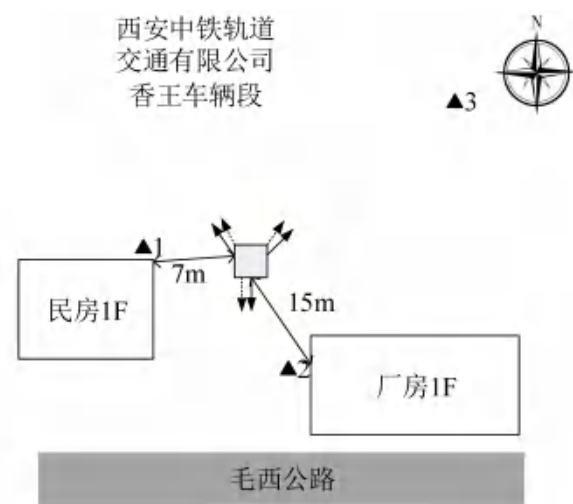 西安中铁轨道
交通有限公司
香王车辆段
N
▲3
▲1
7m
民房1F
15m
▲2
厂房1F
毛西公路